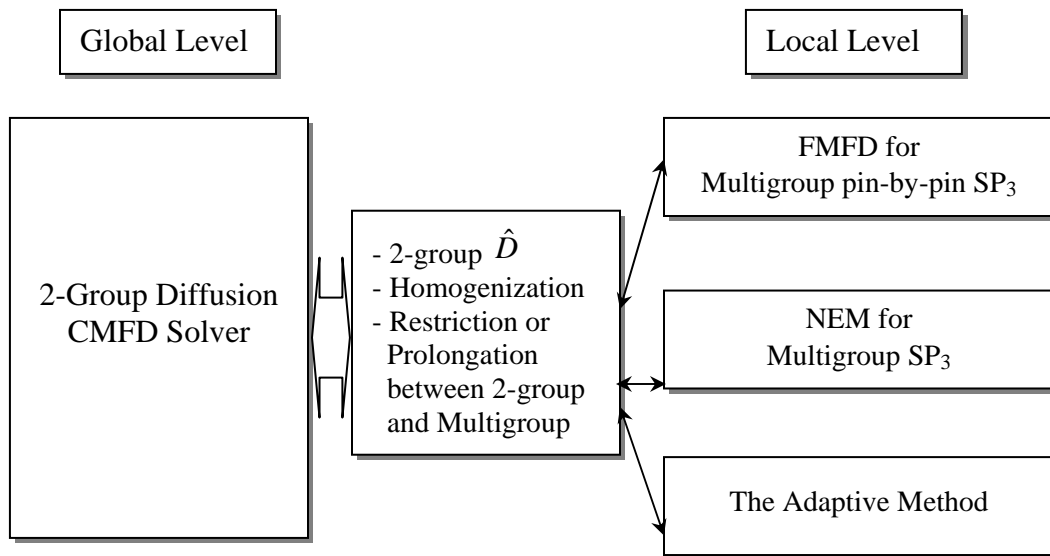 Global Level
Local Level
2-Group Diffusion
CMFD Solver
- 2-group D̂
- Homogenization
- Restriction or
Prolongation
between 2-group
and Multigroup
FMFD for
Multigroup pin-by-pin SP₃
NEM for
Multigroup SP₃
The Adaptive Method